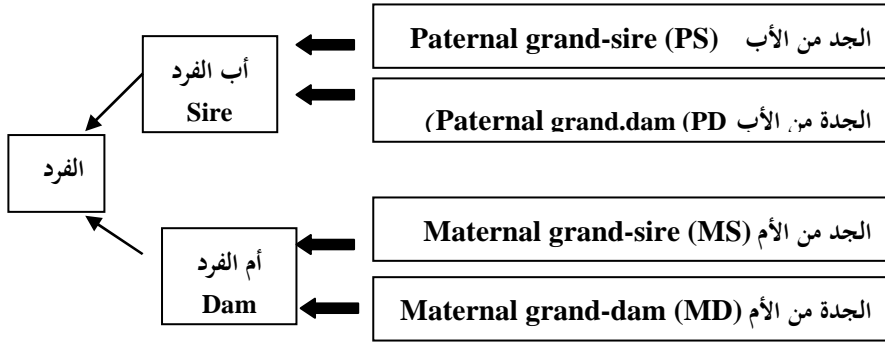 الجد من الأب Paternal grand-sire (PS)
أب الفرد
Sire
الجدة من الأب Paternal grand.dam (PD)
الفرد
الجد من الأم Maternal grand-sire (MS)
أم الفرد
Dam
الجدة من الأم Maternal grand-dam (MD)